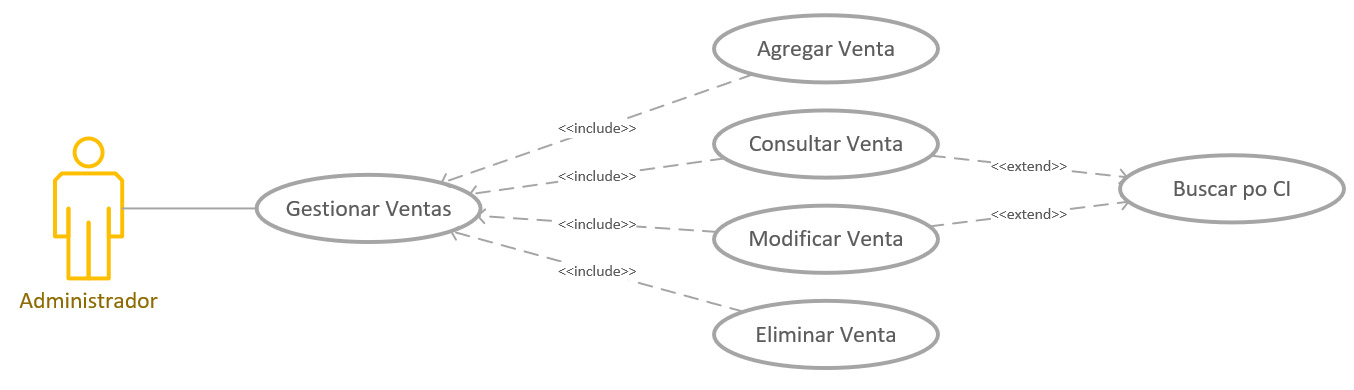 Agregar Venta
<<include>>
Consultar Venta
<<extend>>
<<include>>
Buscar po CI
Gestionar Ventas
<<extend>>
<<include>>
Modificar Venta
<<include>>
Administrador
Eliminar Venta